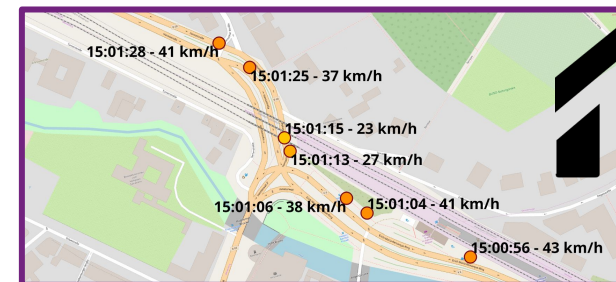 15:01:28 - 41 km/h
15:01:25 - 37 km/h
15:01:15 - 23 km/h
15:01:13 - 27 km/h
15:01:06 - 38 km/h
15:01:04 - 41 km/h
15:00:56 - 43 km/h